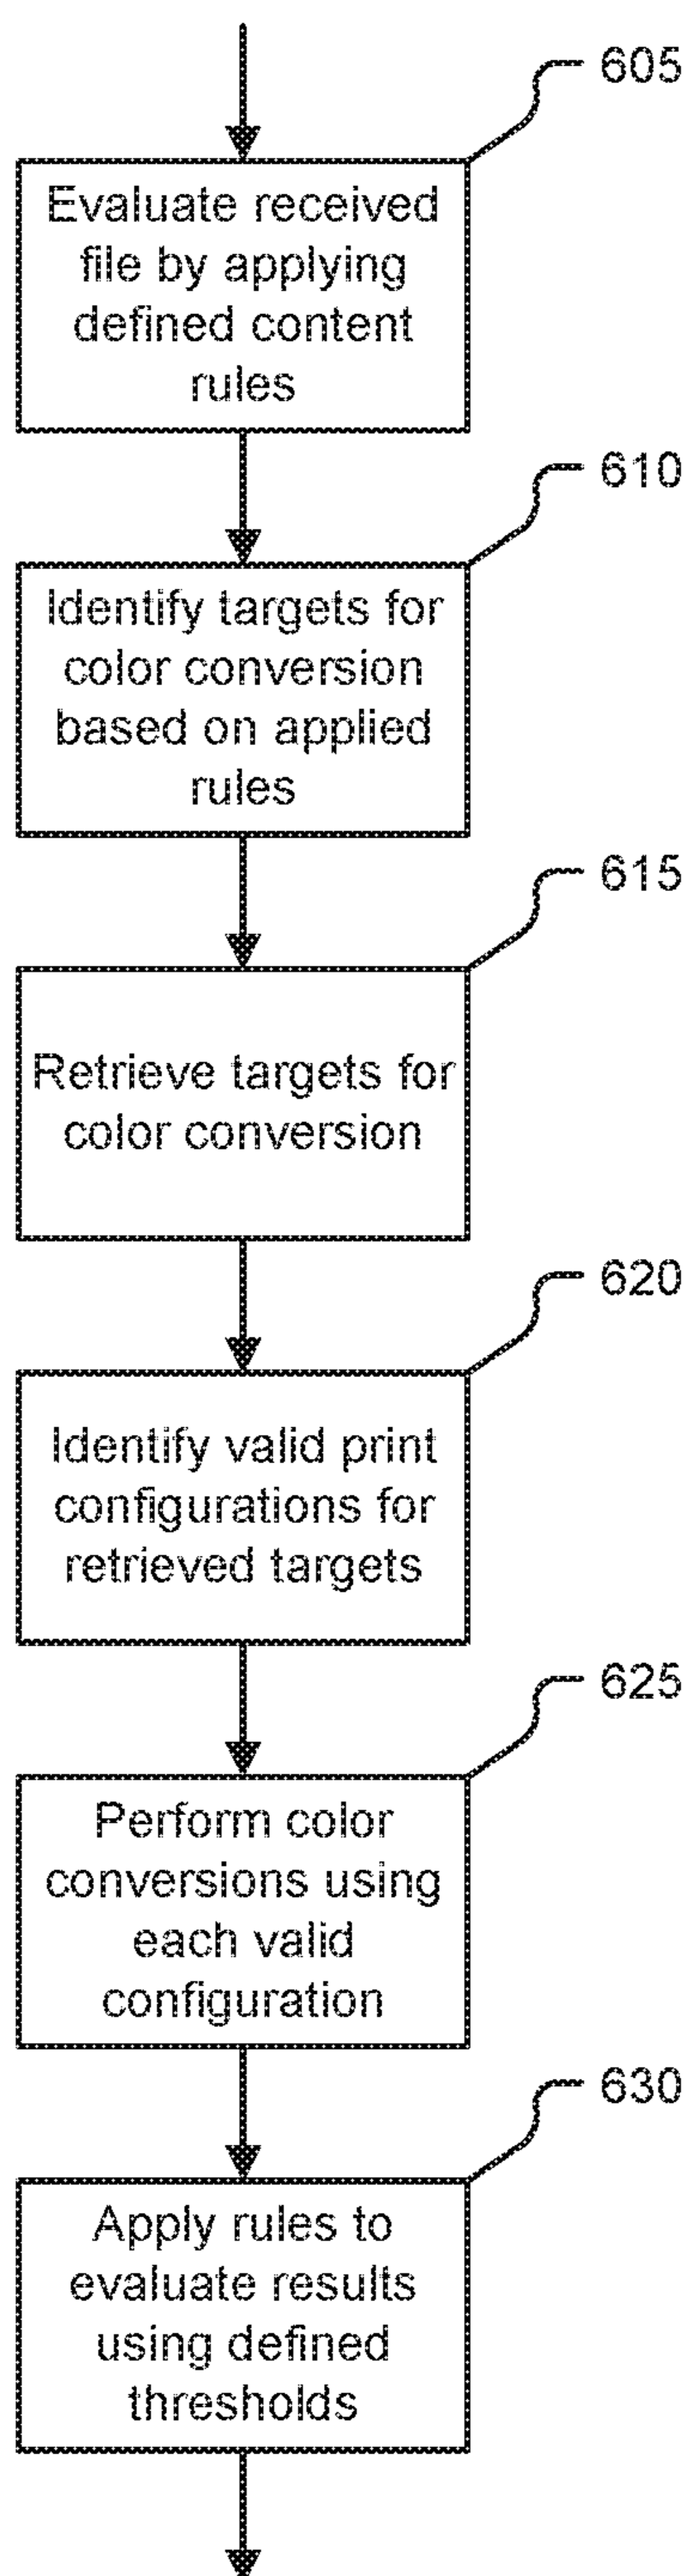 605
Evaluate received
file by applying
defined content
rules
610
Identify targets for
color conversion
based on applied
rules
615
Retrieve targets for
color conversion
620
Identify valid print
configurations for
retrieved targets
625
Perform color
conversions using
each valid
configuration
630
Apply rules to
evaluate results
using defined
thresholds